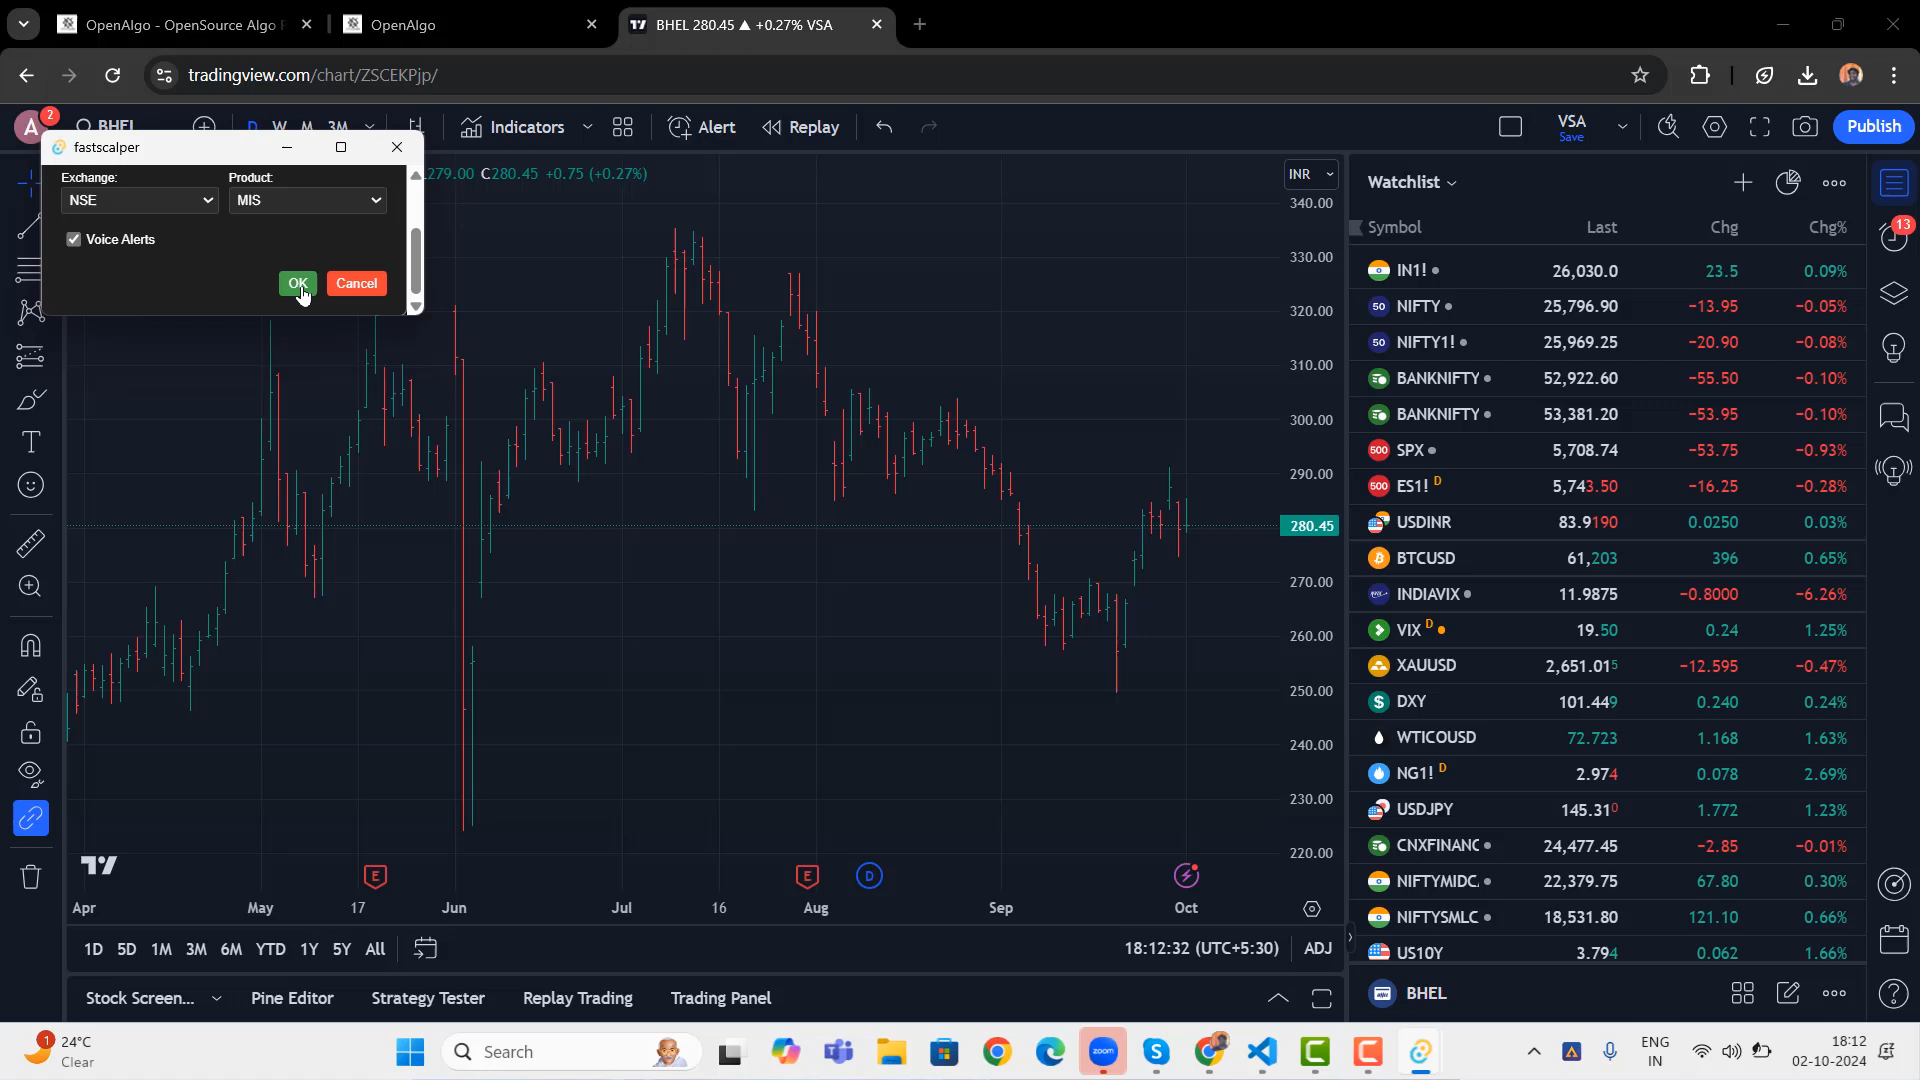 OpenAlgo - OpenSource Algo
OpenAlgo
BHEL 280.45 ▲ +0.27% VSA
tradingview.com/chart/ZSCEKPjp/
A
2
BHEL
D
W
M
3M
Indicators
Alert
Replay
VSA
Save
Publish
fastscalper
Exchange:
Product:
NSE
MIS
Voice Alerts
OK
Cancel
279.00 C280.45 +0.75 (+0.27%)
INR
340.00
330.00
320.00
310.00
300.00
290.00
280.45
270.00
260.00
250.00
240.00
230.00
220.00
E
E
D
Apr
May
17
Jun
Jul
16
Aug
Sep
Oct
1D
5D
1M
3M
6M
YTD
1Y
5Y
All
18:12:32 (UTC+5:30)
ADJ
Stock Screen...
Pine Editor
Strategy Tester
Replay Trading
Trading Panel
Watchlist
13
Symbol Last Chg Chg%
IN1! 26,030.0 23.5 0.09%
50 NIFTY 25,796.90 −13.95 −0.05%
50 NIFTY1! 25,969.25 −20.90 −0.08%
BANKNIFTY 52,922.60 −55.50 −0.10%
BANKNIFTY 53,381.20 −53.95 −0.10%
500 SPX 5,708.74 −53.75 −0.93%
500 ES1! D 5,743.50 −16.25 −0.28%
USDINR 83.9190 0.0250 0.03%
BTCUSD 61,203 396 0.65%
INDIAVIX 11.9875 −0.8000 −6.26%
VIX D 19.50 0.24 1.25%
XAUUSD 2,651.015 −12.595 −0.47%
$ DXY 101.449 0.240 0.24%
WTICOUSD 72.723 1.168 1.63%
NG1! D 2.974 0.078 2.69%
USDJPY 145.310 1.772 1.23%
CNXFINANC 24,477.45 −2.85 −0.01%
NIFTYMIDC 22,379.75 67.80 0.30%
NIFTYSMLC 18,531.80 121.10 0.66%
US10Y 3.794 0.062 1.66%
BHEL
1
24°C
Clear
Search
zoom
ENG
IN
18:12
02-10-2024